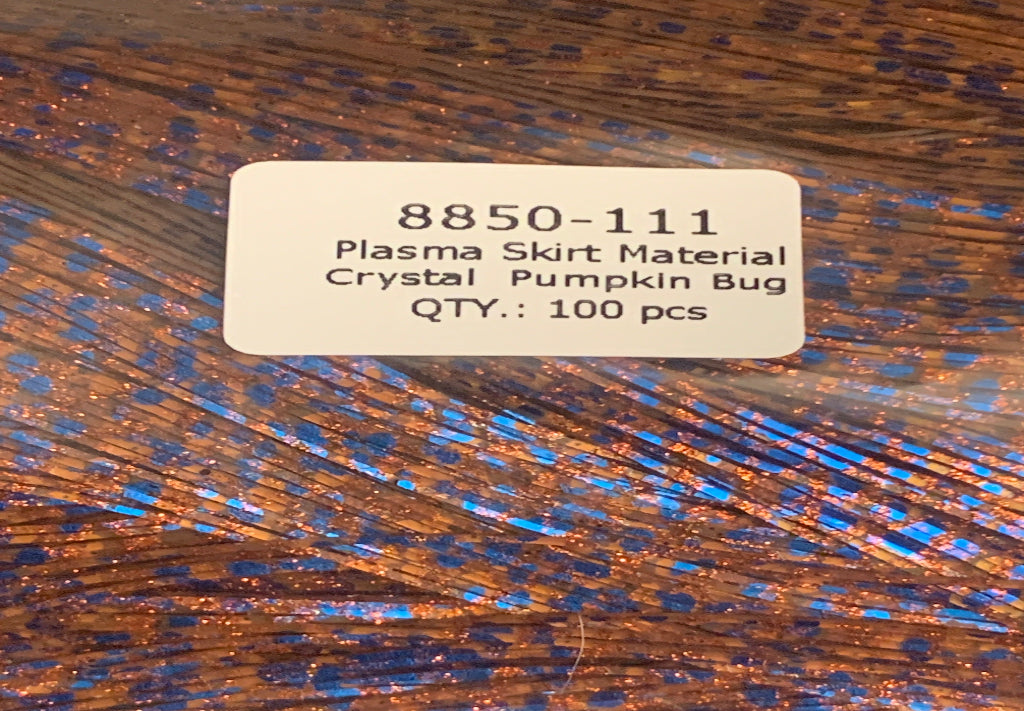 8850-111
Plasma Skirt Material
Crystal  Pumpkin Bug
QTY.: 100 pcs